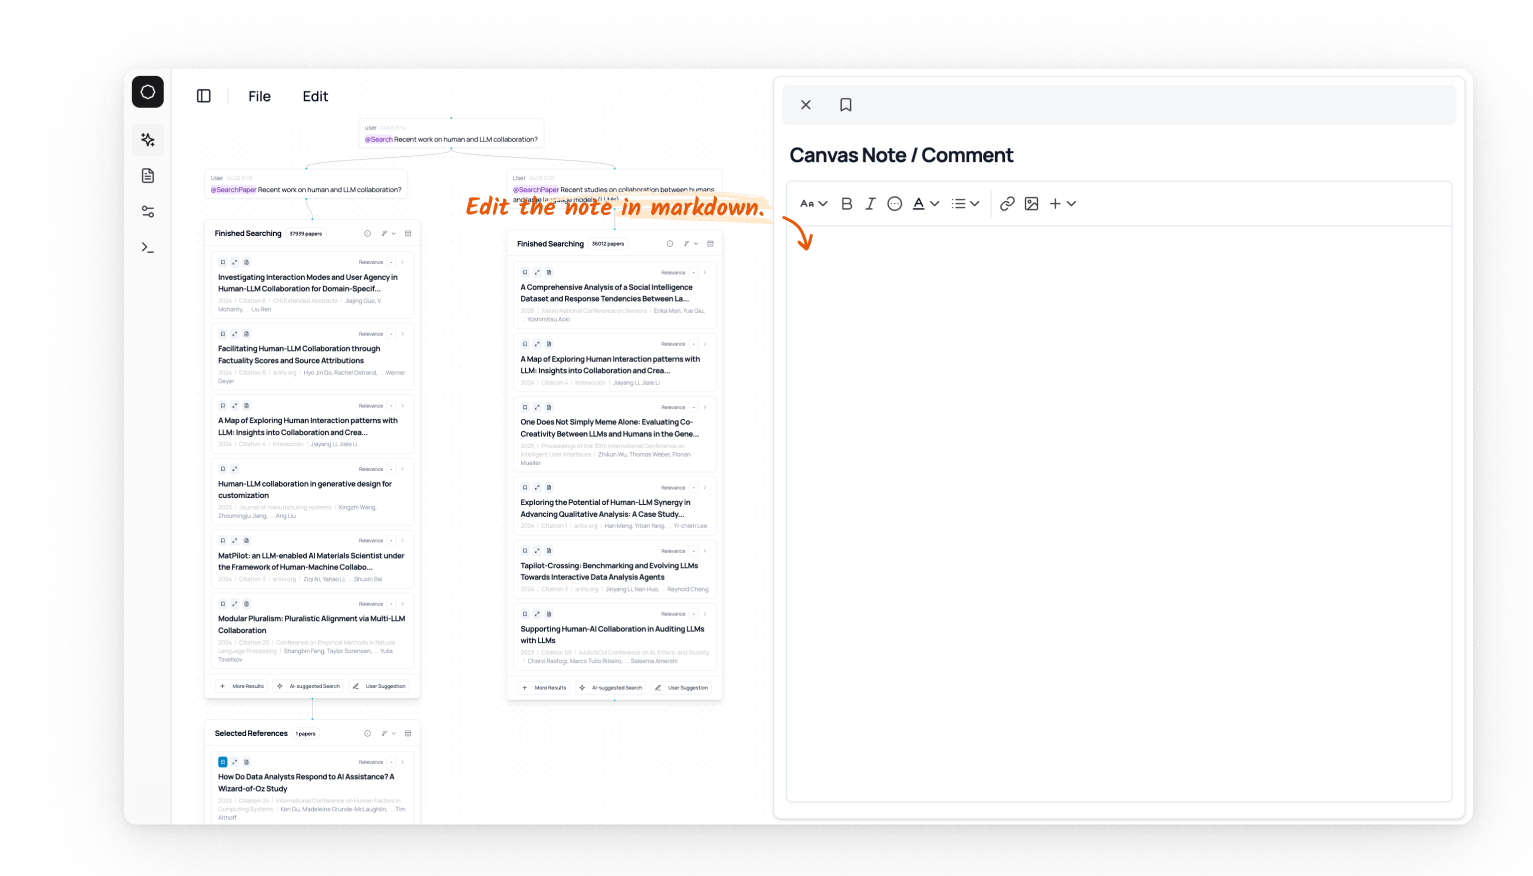 File Edit
user
@Search Recent work on human and LLM collaboration?
User
@SearchPaper Recent work on human and LLM collaboration?
Finished Searching 37939 papers
Relevance -
Investigating Interaction Modes and User Agency in
Human-LLM Collaboration for Domain-Specif...
2024 | Citation 6 | CHI Extended Abstracts | Jiajing Guo, V.
Mohanty, ... Liu Ren
Relevance -
Facilitating Human-LLM Collaboration through
Factuality Scores and Source Attributions
2024 | Citation 6 | arXiv.org | Hyo Jin Do, Rachel Ostrand, ... Werner
Geyer
Relevance -
A Map of Exploring Human Interaction patterns with
LLM: Insights into Collaboration and Crea...
2024 | Citation 4 | Interacción | Jiayang Li, Jiale Li
Relevance -
Human-LLM collaboration in generative design for
customization
2025 | Journal of manufacturing systems | Xingzhi Wang,
Zhoumingju Jiang, ... Ang Liu
Relevance -
MatPilot: an LLM-enabled AI Materials Scientist under
the Framework of Human-Machine Collabo...
2024 | Citation 3 | arXiv.org | Ziqi Ni, Yahao Li, ... Shuxin Bai
Relevance -
Modular Pluralism: Pluralistic Alignment via Multi-LLM
Collaboration
2024 | Citation 35 | Conference on Empirical Methods in Natural
Language Processing | Shangbin Feng, Taylor Sorensen, ... Yulia
Tsvetkov
More Results AI-suggested Search User Suggestion
Selected References 1 papers
Relevance -
How Do Data Analysts Respond to AI Assistance? A
Wizard-of-Oz Study
2023 | Citation 24 | International Conference on Human Factors in
Computing Systems | Ken Gu, Madeleine Grunde-McLaughlin, ... Tim
Althoff
User
@SearchPaper Recent studies on collaboration between humans
and large language models (LLMs)
Finished Searching 36012 papers
Relevance -
A Comprehensive Analysis of a Social Intelligence
Dataset and Response Tendencies Between La...
2025 | Italian National Conference on Sensors | Erika Mori, Yue Qiu,
... Yoshimitsu Aoki
Relevance -
A Map of Exploring Human Interaction patterns with
LLM: Insights into Collaboration and Crea...
2024 | Citation 4 | Interacción | Jiayang Li, Jiale Li
Relevance -
One Does Not Simply Meme Alone: Evaluating Co-
Creativity Between LLMs and Humans in the Gene...
2025 | Proceedings of the 30th International Conference on
Intelligent User Interfaces | Zhikun Wu, Thomas Weber, Florian
Mueller
Relevance -
Exploring the Potential of Human-LLM Synergy in
Advancing Qualitative Analysis: A Case Study...
2024 | Citation 1 | arXiv.org | Han Meng, Yitian Yang, ... Yi-chieh Lee
Relevance -
Tapilot-Crossing: Benchmarking and Evolving LLMs
Towards Interactive Data Analysis Agents
2024 | Citation 3 | arXiv.org | Jinyang Li, Nan Huo, ... Reynold Cheng
Relevance -
Supporting Human-AI Collaboration in Auditing LLMs
with LLMs
2023 | Citation 59 | AAAI/ACM Conference on AI, Ethics, and Society
| Charvi Rastogi, Marco Tulio Ribeiro, ... Saleema Amershi
More Results AI-suggested Search User Suggestion
Edit the note in markdown.
Canvas Note / Comment